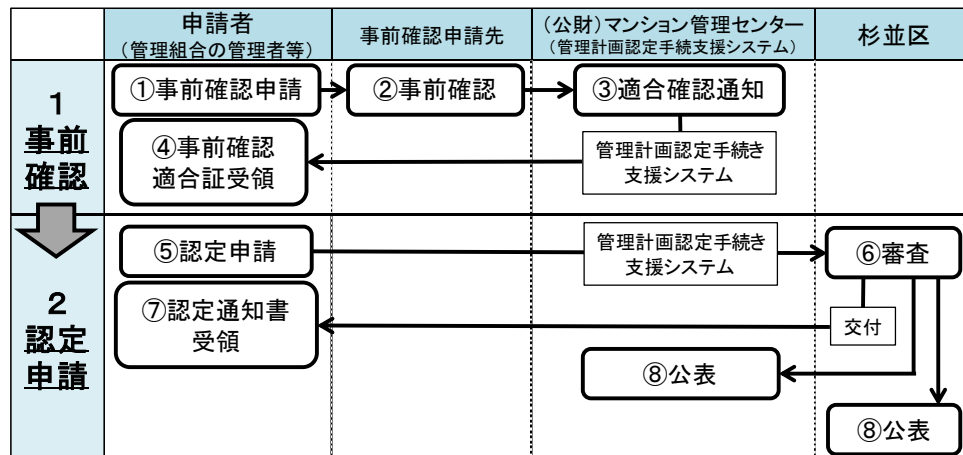 申請者
（管理組合の管理者等）
事前確認申請先
（公財）マンション管理センター
（管理計画認定手続支援システム）
杉並区
1
事前
確認
①事前確認申請
②事前確認
③適合確認通知
④事前確認
適合証受領
管理計画認定手続き
支援システム
2
認定
申請
⑤認定申請
管理計画認定手続き
支援システム
⑥審査
⑦認定通知書
受領
交付
⑧公表
⑧公表